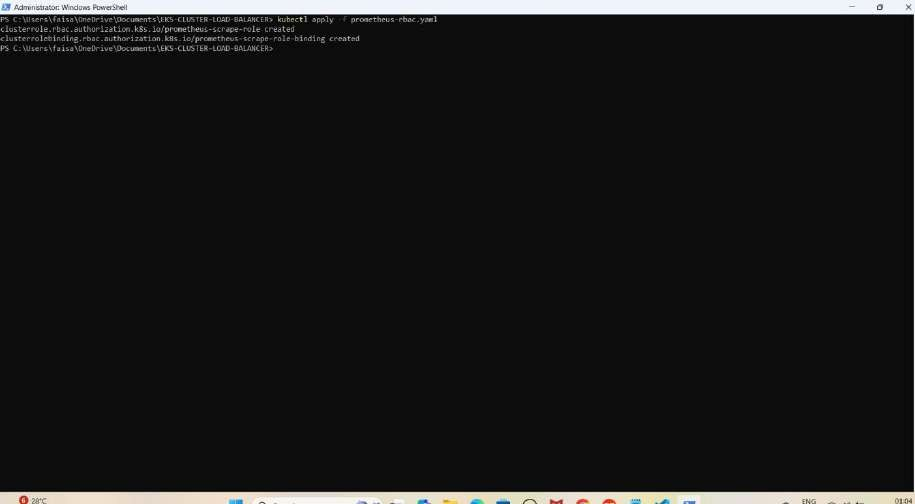 Administrator: Windows PowerShell
PS C:\Users\faisa\OneDrive\Documents\EKS-CLUSTER-LOAD-BALANCER> kubectl apply -f prometheus-rbac.yaml
clusterrole.rbac.authorization.k8s.io/prometheus-scrape-role created
clusterrolebinding.rbac.authorization.k8s.io/prometheus-scrape-role-binding created
PS C:\Users\faisa\OneDrive\Documents\EKS-CLUSTER-LOAD-BALANCER>
6 28°C
ENG